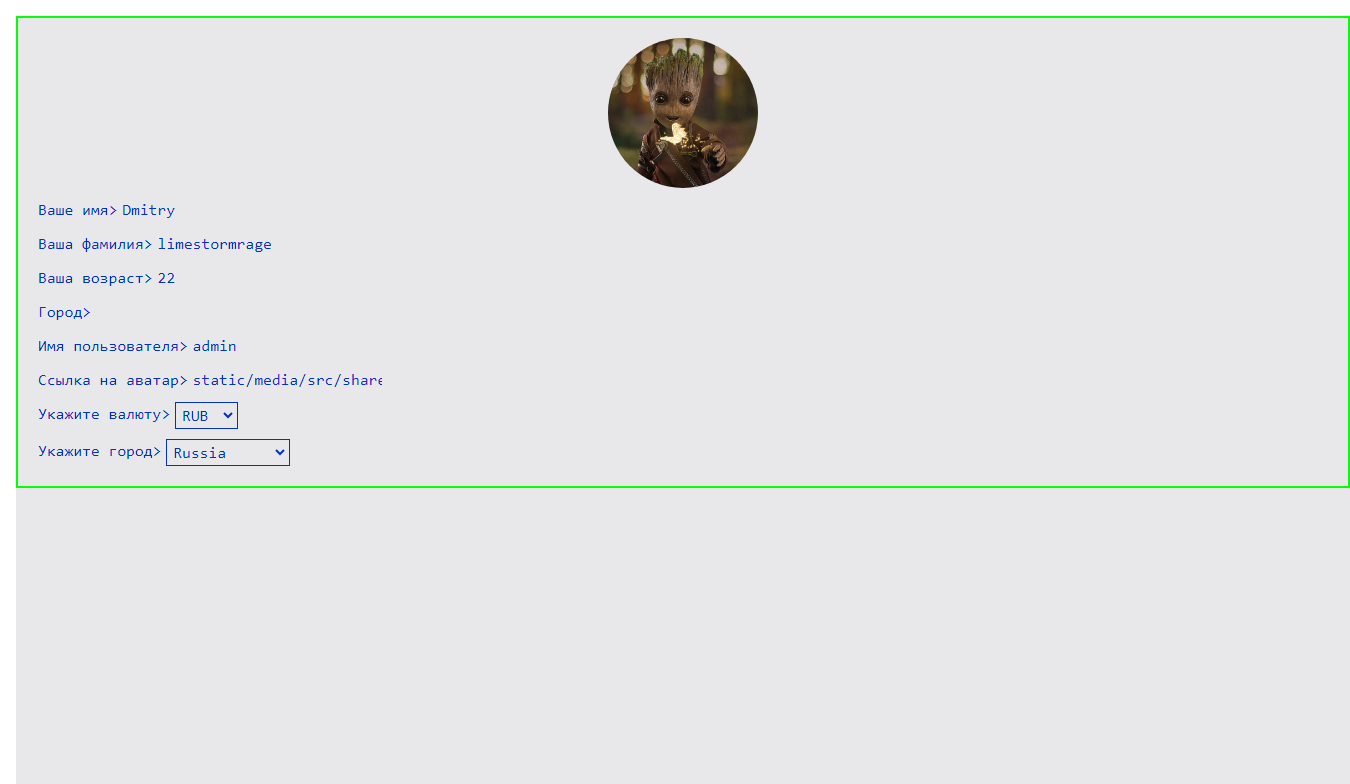 Ваше имя> Dmitry
Ваша фамилия> limestormrage
Ваша возраст> 22
Город>
Имя пользователя> admin
Ссылка на аватар> static/media/src/share
Укажите валюту> RUB
Укажите город> Russia